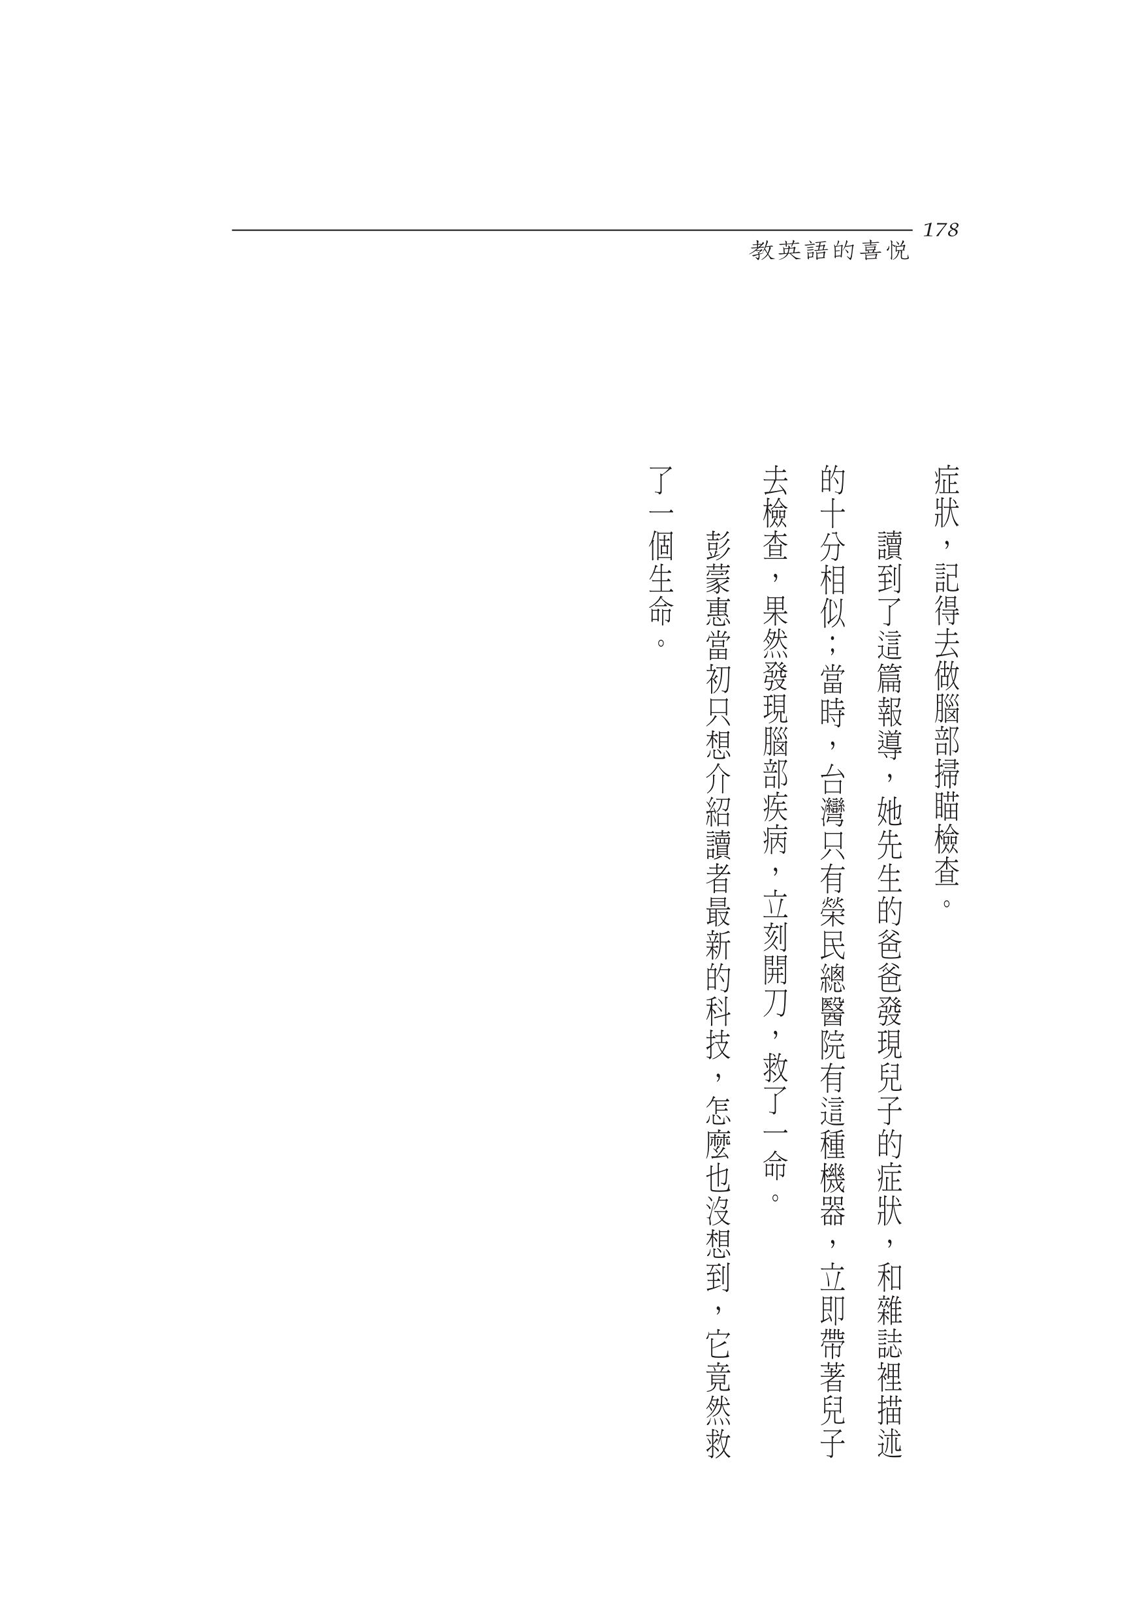 178
教英語的喜悅
症狀，記得去做腦部掃瞄檢查。
讀到了這篇報導，她先生的爸爸發現兒子的症狀，和雜誌裡描述
的十分相似；當時，台灣只有榮民總醫院有這種機器，立即帶著兒子
去檢查，果然發現腦部疾病，立刻開刀，救了一命。
彭蒙惠當初只想介紹讀者最新的科技，怎麼也沒想到，它竟然救
了一個生命。